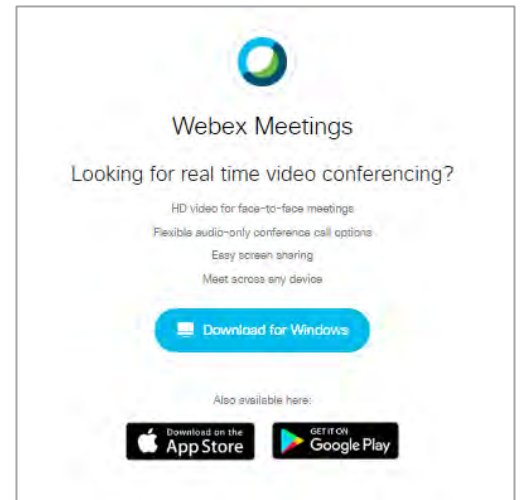 Webex Meetings
Looking for real time video conferencing?
HD video for face-to-face meetings
Flexible audio-only conference call options
Easy screen sharing
Meet across any device
Download for Windows
Also available here:
Download on the
App Store
GET IT ON
Google Play